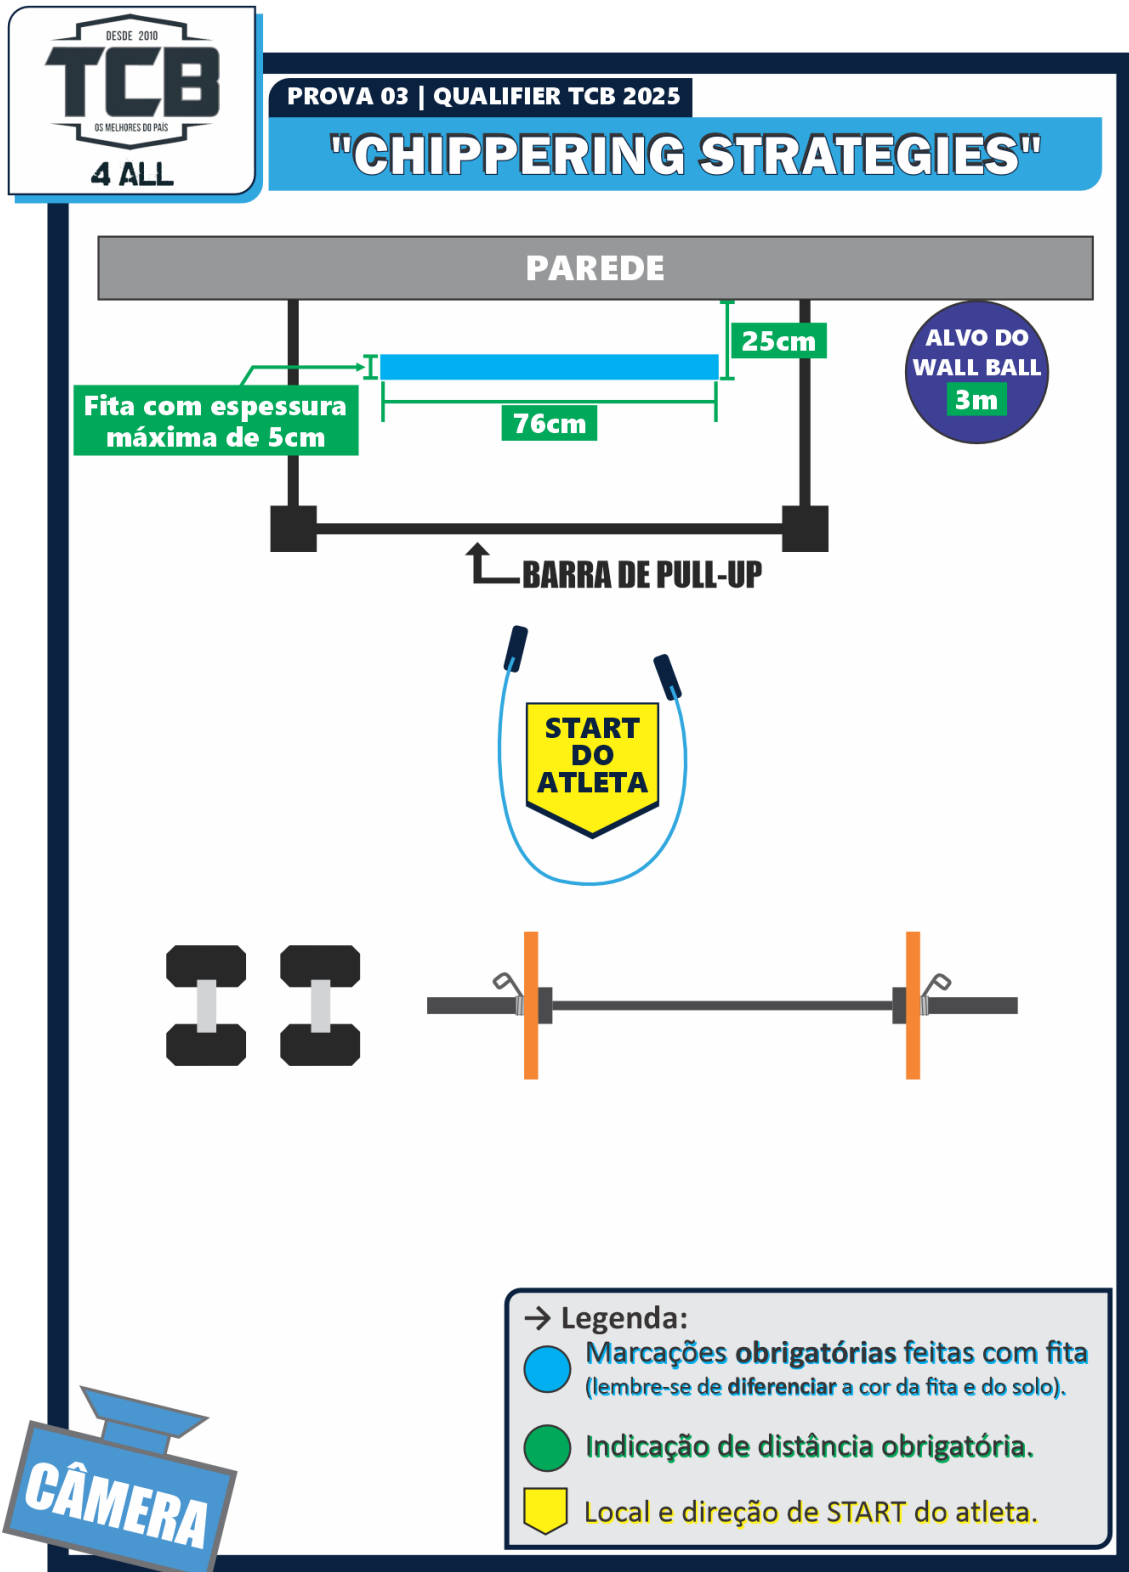 DESDE 2010
TCB
OS MELHORES DO PAÍS
4 ALL
PROVA 03 | QUALIFIER TCB 2025
"CHIPPERING STRATEGIES"
PAREDE
25cm
ALVO DO
WALL BALL
3m
Fita com espessura
máxima de 5cm
76cm
BARRA DE PULL-UP
START
DO
ATLETA
→ Legenda:
Marcações obrigatórias feitas com fita
(lembre-se de diferenciar a cor da fita e do solo).
Indicação de distância obrigatória.
Local e direção de START do atleta.
CÂMERA